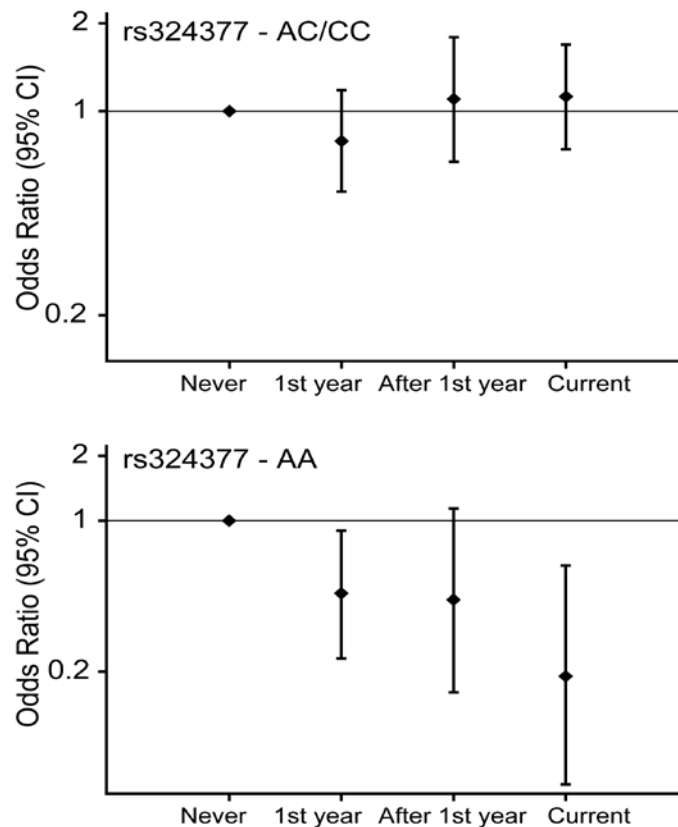 rs324377 - AC/CC
Odds Ratio (95% CI)
2
1
0.2
Never 1st year After 1st year Current
rs324377 - AA
Odds Ratio (95% CI)
2
1
0.2
Never 1st year After 1st year Current